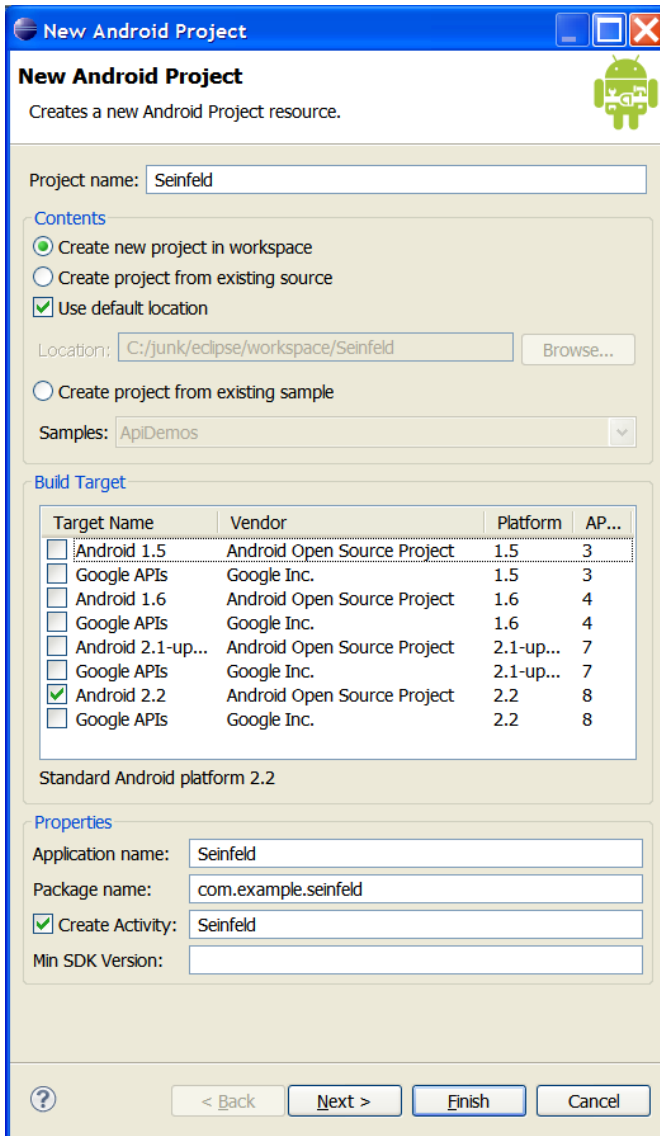 New Android Project
New Android Project
Creates a new Android Project resource.
Project name: Seinfeld
Contents
Create new project in workspace
Create project from existing source
Use default location
Location: C:/junk/eclipse/workspace/Seinfeld Browse...
Create project from existing sample
Samples: ApiDemos
Build Target
Target Name Vendor Platform AP...
Android 1.5 Android Open Source Project 1.5 3
Google APIs Google Inc. 1.5 3
Android 1.6 Android Open Source Project 1.6 4
Google APIs Google Inc. 1.6 4
Android 2.1-up... Android Open Source Project 2.1-up... 7
Google APIs Google Inc. 2.1-up... 7
Android 2.2 Android Open Source Project 2.2 8
Google APIs Google Inc. 2.2 8
Standard Android platform 2.2
Properties
Application name: Seinfeld
Package name: com.example.seinfeld
Create Activity: Seinfeld
Min SDK Version:
? < Back Next > Finish Cancel